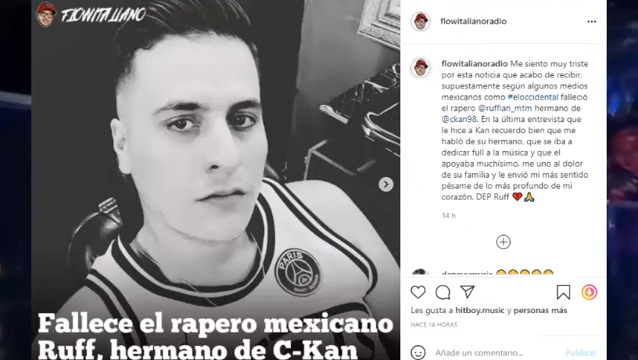 FLOWITALIANO
PARIS
Fallece el rapero mexicano
Ruff, hermano de C-Kan
flowitalianoradio
flowitalianoradio Me siento muy triste
por esta noticia que acabo de recibir,
supuestamente según algunos medios
mexicanos como #eloccidental falleció
el rapero @ruffian_mtm hermano de
@ckan98. En la última entrevista que
le hice a Kan recuerdo bien que me
habló de su hermano, que se iba a
dedicar full a la música y que el
apoyaba muchísimo, me uno al dolor
de su familia y le envió mi más sentido
pésame de lo más profundo de mi
corazón. DEP Ruff 💔🙏
14 h
Les gusta a hitboy.music y personas más
HACE 14 HORAS
Añade un comentario...
Publicar